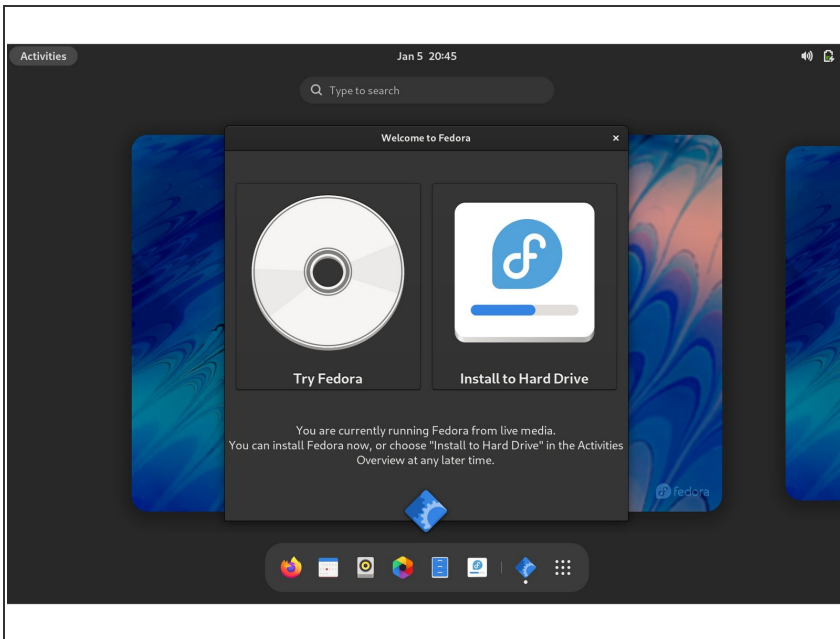 Activities
Jan 5 20:45
Type to search
Welcome to Fedora
Try Fedora
Install to Hard Drive
You are currently running Fedora from live media.
You can install Fedora now, or choose "Install to Hard Drive" in the Activities
Overview at any later time.
fedora